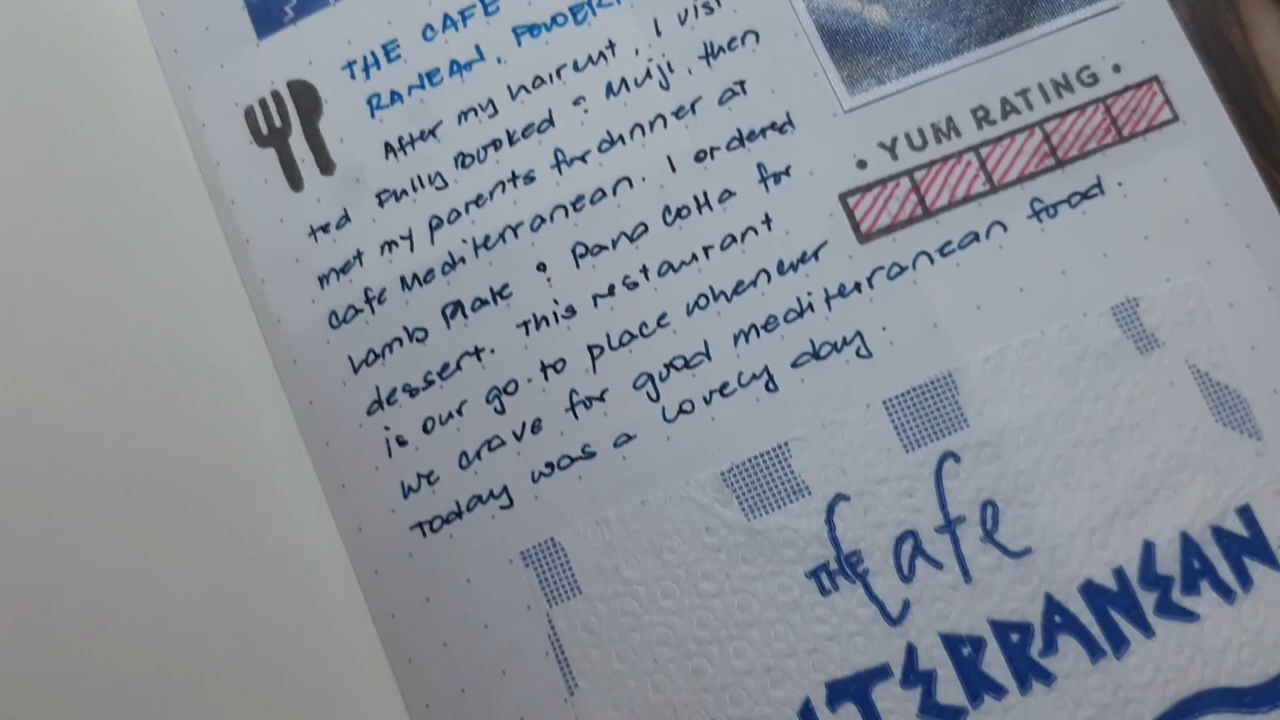 THE CAFE
RANEAN, POWER
After my haircut, I visi
ted Fully Booked & Muji, then
met my parents for dinner at
cafe Mediterranean. I ordered
Lamb Plate & Pana Cotta for
dessert. This restaurant
is our go-to place whenever
we crave for good mediterranean food.
Today was a lovely day.
• YUM RATING •
THE Cafe
TERRANEAN